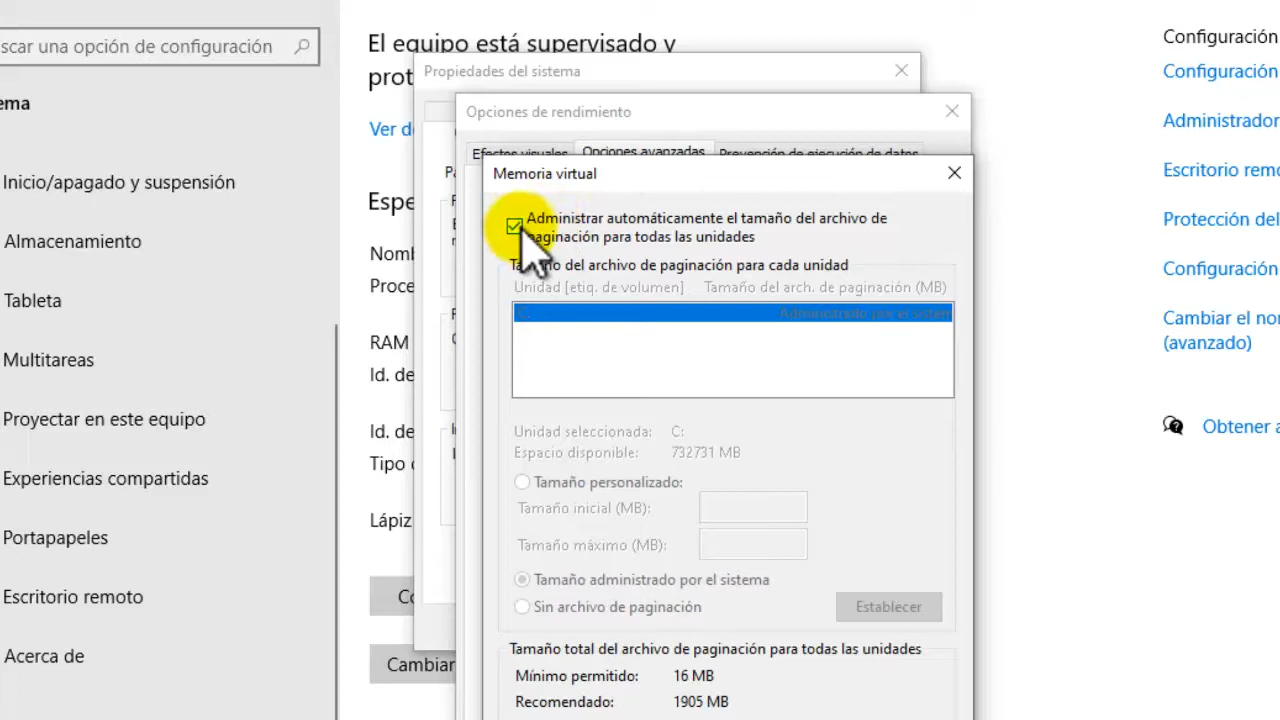 scar una opción de configuración
ema
Inicio/apagado y suspensión
Almacenamiento
Tableta
Multitareas
Proyectar en este equipo
Experiencias compartidas
Portapapeles
Escritorio remoto
Acerca de
El equipo está supervisado y
prot
Ver de
Espe
Nomb
Proce
RAM
Id. de
Id. de
Tipo
Lápiz
Co
Cambiar
Propiedades del sistema
Opciones de rendimiento
Efectos visuales
Opciones avanzadas
Prevención de ejecución de datos
Memoria virtual
Administrar automáticamente el tamaño del archivo de
paginación para todas las unidades
Tamaño del archivo de paginación para cada unidad
Unidad [etiq. de volumen] Tamaño del arch. de paginación (MB)
C: Administrado por el sistem
Unidad seleccionada: C:
Espacio disponible: 732731 MB
Tamaño personalizado:
Tamaño inicial (MB):
Tamaño máximo (MB):
Tamaño administrado por el sistema
Sin archivo de paginación
Establecer
Tamaño total del archivo de paginación para todas las unidades
Mínimo permitido: 16 MB
Recomendado: 1905 MB
Configuración
Configuración
Administrador
Escritorio remo
Protección del
Configuración
Cambiar el nor
(avanzado)
Obtener a